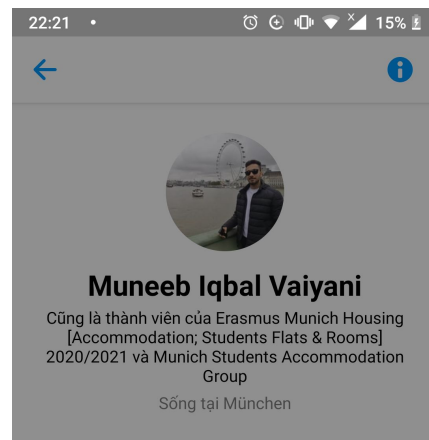 22:21 • 15%
Muneeb Iqbal Vaiyani
Cũng là thành viên của Erasmus Munich Housing
[Accommodation; Students Flats & Rooms]
2020/2021 và Munich Students Accommodation
Group
Sống tại München